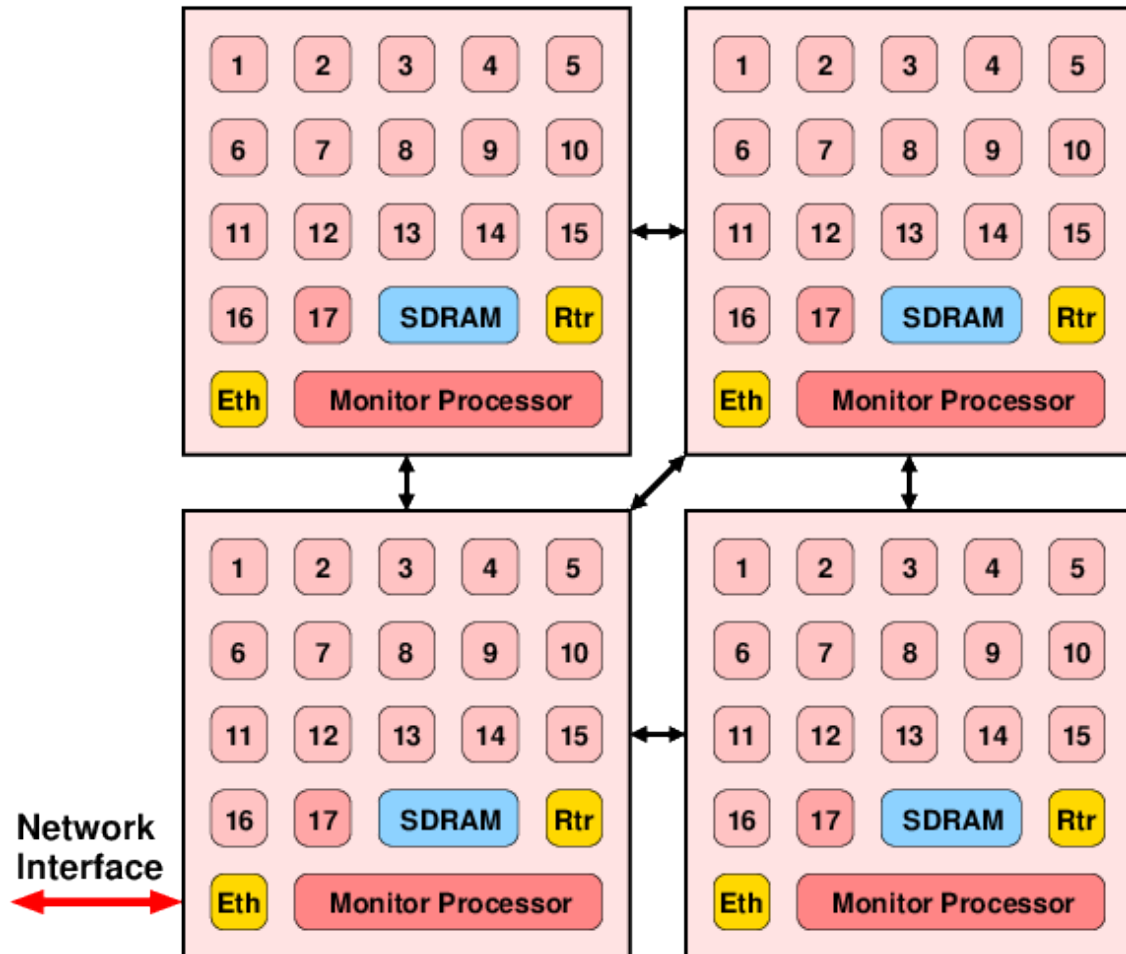 1 2 3 4 5 1 2 3 4 5
6 7 8 9 10 6 7 8 9 10
11 12 13 14 15 11 12 13 14 15
16 17 SDRAM Rtr 16 17 SDRAM Rtr
Eth Monitor Processor Eth Monitor Processor
1 2 3 4 5 1 2 3 4 5
6 7 8 9 10 6 7 8 9 10
11 12 13 14 15 11 12 13 14 15
16 17 SDRAM Rtr 16 17 SDRAM Rtr
Network
Interface
Eth Monitor Processor Eth Monitor Processor